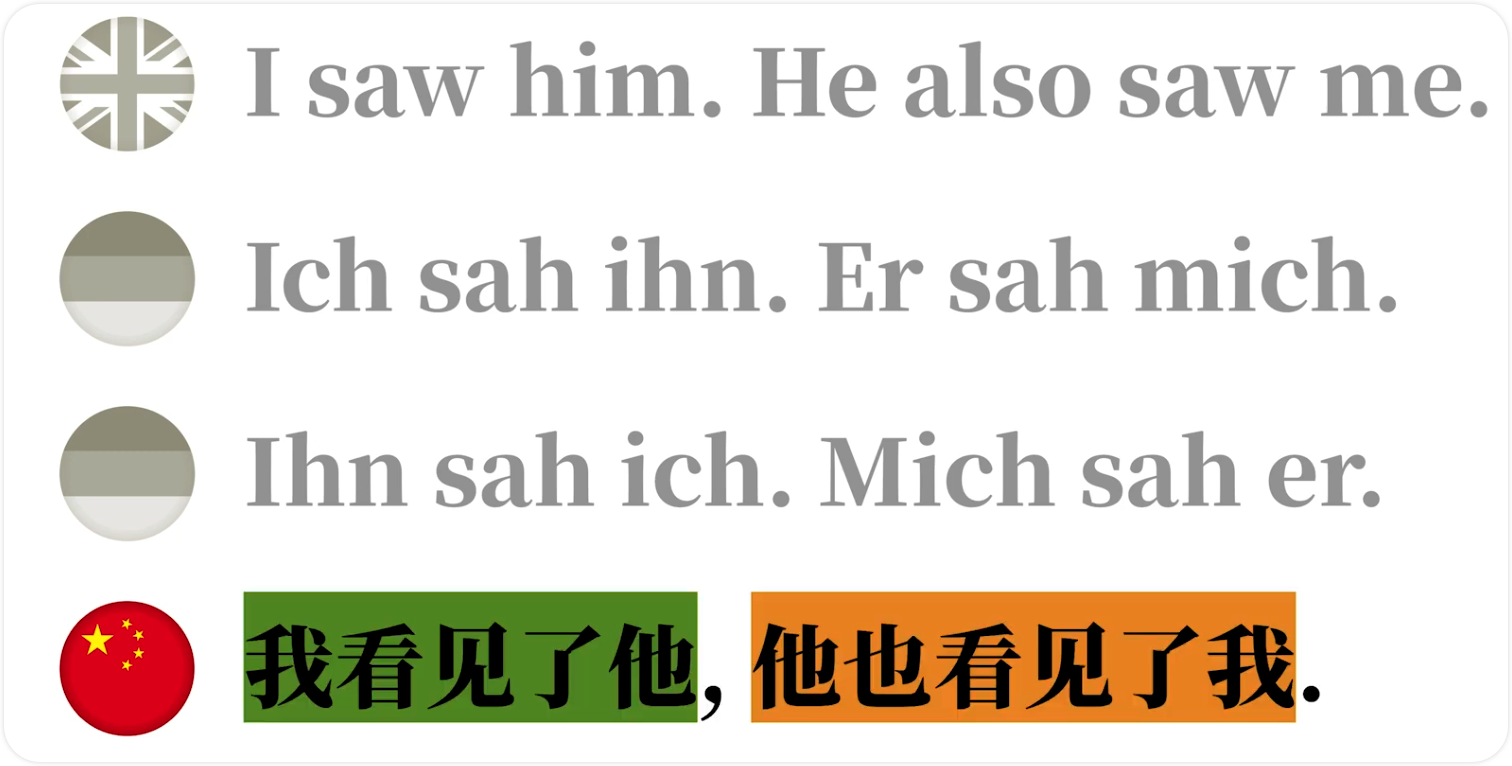 I saw him. He also saw me.
Ich sah ihn. Er sah mich.
Ihn sah ich. Mich sah er.
我看见了他, 他也看见了我.